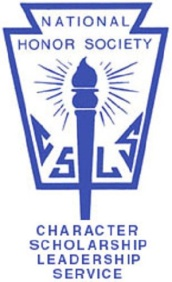 NATIONAL
HONOR SOCIETY
C S L S
CHARACTER
SCHOLARSHIP
LEADERSHIP
SERVICE